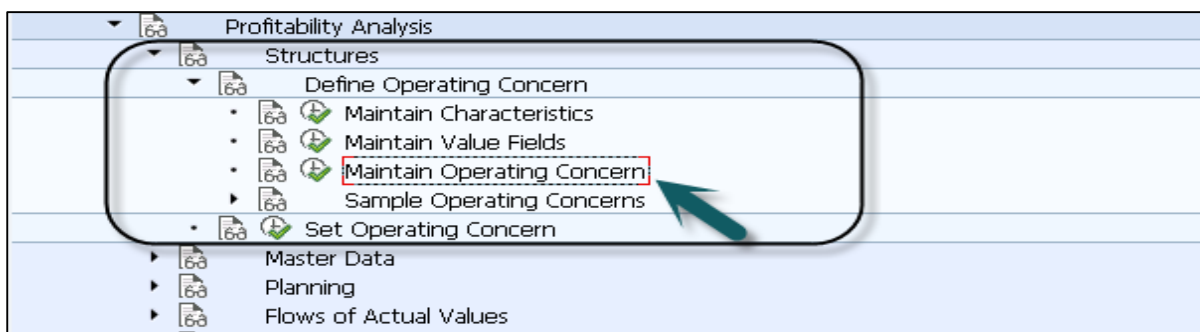 Profitability Analysis
Structures
Define Operating Concern
Maintain Characteristics
Maintain Value Fields
Maintain Operating Concern
Sample Operating Concerns
Set Operating Concern
Master Data
Planning
Flows of Actual Values